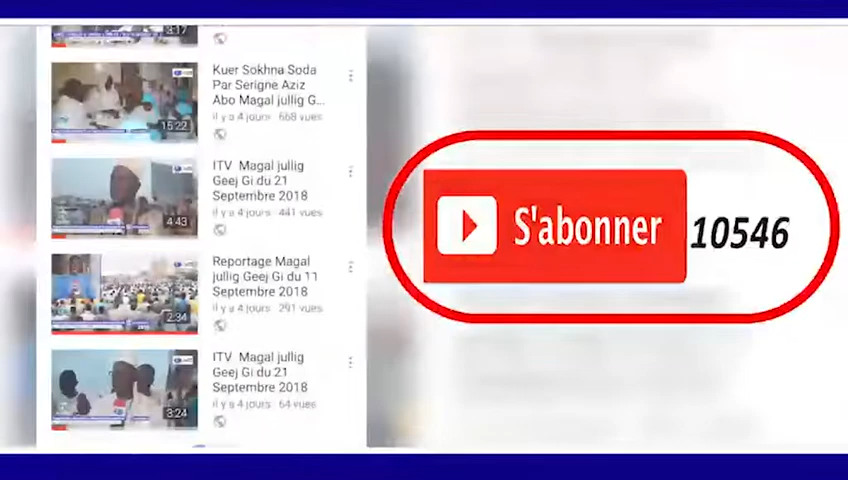 3:17
Kuer Sokhna Soda
Par Serigne Aziz
Abo Magal jullig G...
il y a 4 jours · 668 vues
15:22
ITV Magal jullig
Geej Gi du 21
Septembre 2018
il y a 4 jours · 441 vues
4:43
Reportage Magal
jullig Geej Gi du 11
Septembre 2018
il y a 4 jours · 291 vues
2:34
ITV Magal jullig
Geej Gi du 21
Septembre 2018
il y a 4 jours · 64 vues
3:24
S'abonner 10546